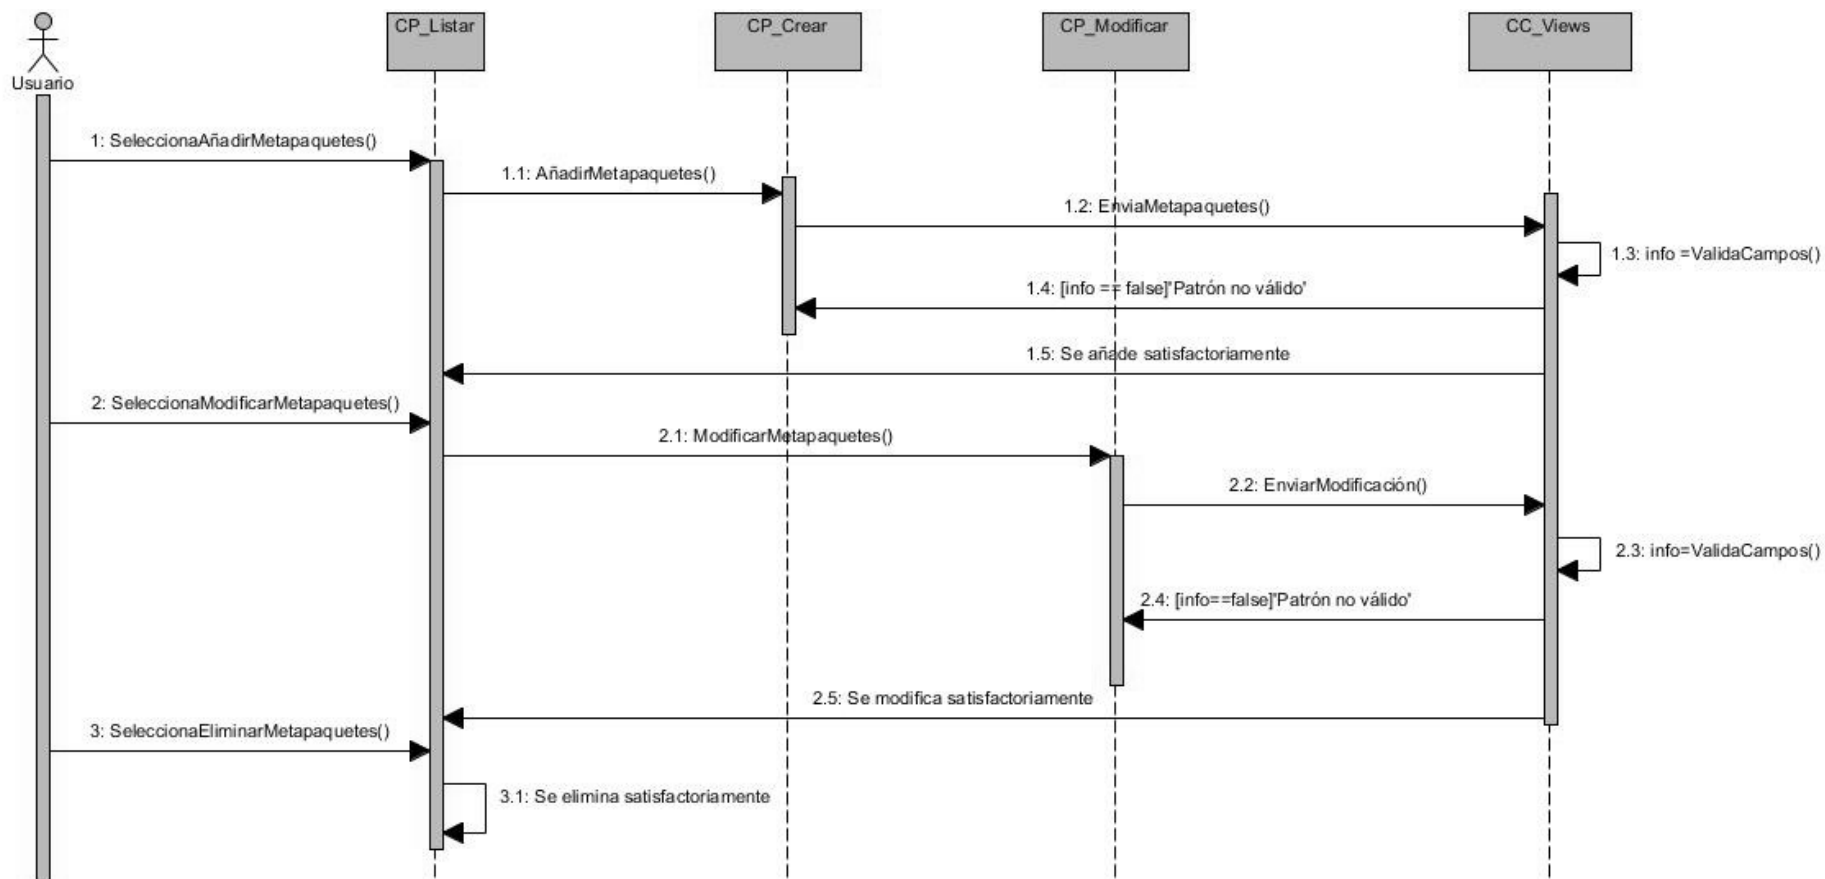 CP_Listar
CP_Crear
CP_Modificar
CC_Views
Usuario
1: SeleccionaAñadirMetapaquetes()
1.1: AñadirMetapaquetes()
1.2: EnviaMetapaquetes()
1.3: info =ValidaCampos()
1.4: [info == false]'Patrón no válido'
1.5: Se añade satisfactoriamente
2: SeleccionaModificarMetapaquetes()
2.1: ModificarMetapaquetes()
2.2: EnviarModificación()
2.3: info=ValidaCampos()
2.4: [info==false]'Patrón no válido'
2.5: Se modifica satisfactoriamente
3: SeleccionaEliminarMetapaquetes()
3.1: Se elimina satisfactoriamente